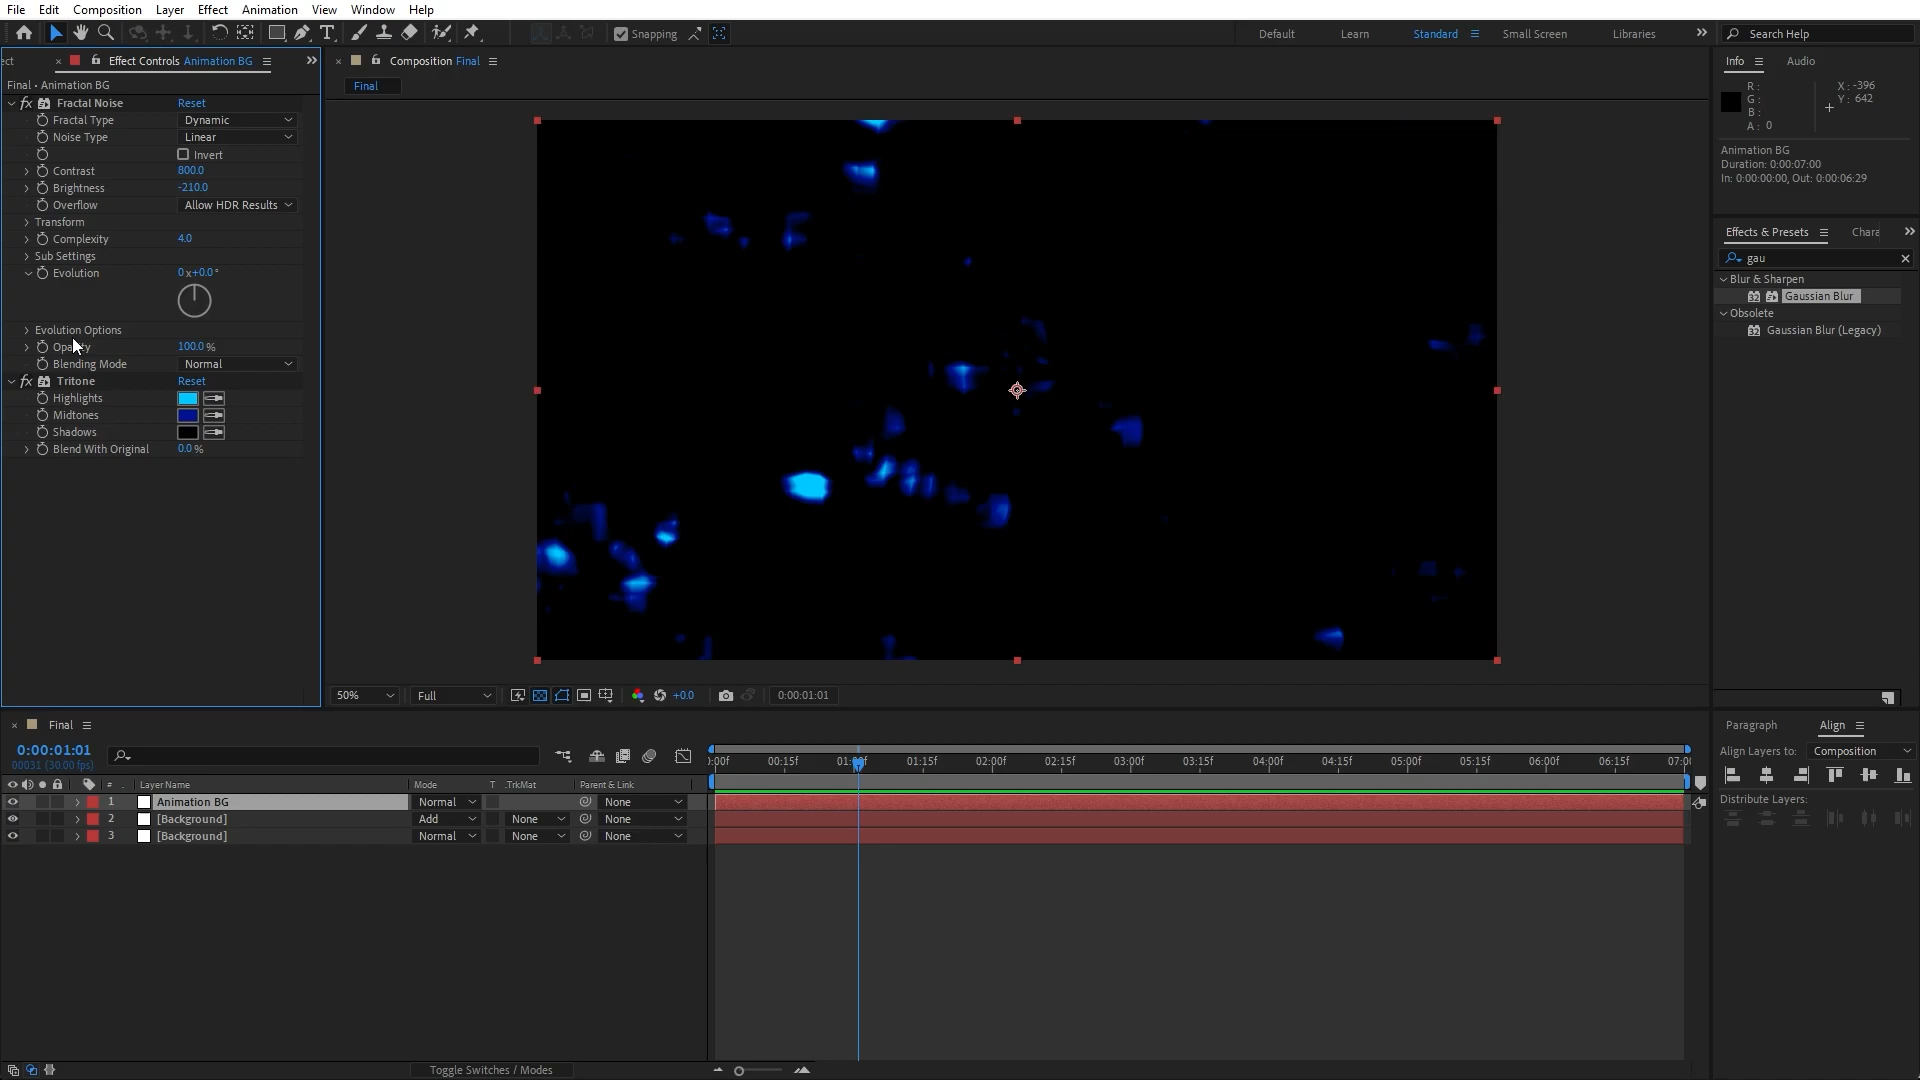 File Edit Composition Layer Effect Animation View Window Help
Snapping
Default Learn Standard Small Screen Libraries Search Help
Effect Controls Animation BG
Final • Animation BG
Fractal Noise Reset
Fractal Type Dynamic
Noise Type Linear
Invert
Contrast 800.0
Brightness -210.0
Overflow Allow HDR Results
Transform
Complexity 4.0
Sub Settings
Evolution 0 x+0.0 °
Evolution Options
Opacity 100.0 %
Blending Mode Normal
Tritone Reset
Highlights
Midtones
Shadows
Blend With Original 0.0 %
Composition Final
Final
50% Full +0.0 0:00:01:01
Info Audio
R : X : -396
G : Y : 642
B :
A : 0
Animation BG
Duration: 0:00:07:00
In: 0:00:00:00, Out: 0:00:06:29
Effects & Presets Chara
gau
Blur & Sharpen
Gaussian Blur
Obsolete
Gaussian Blur (Legacy)
Final
0:00:01:01
00031 (30.00 fps)
# Layer Name Mode T .TrkMat Parent & Link
1 Animation BG Normal None
2 [Background] Add None None
3 [Background] Normal None None
00:15f 01:15f 02:00f 02:15f 03:00f 03:15f 04:00f 04:15f 05:00f 05:15f 06:00f 06:15f
Toggle Switches / Modes
Paragraph Align
Align Layers to: Composition
Distribute Layers: